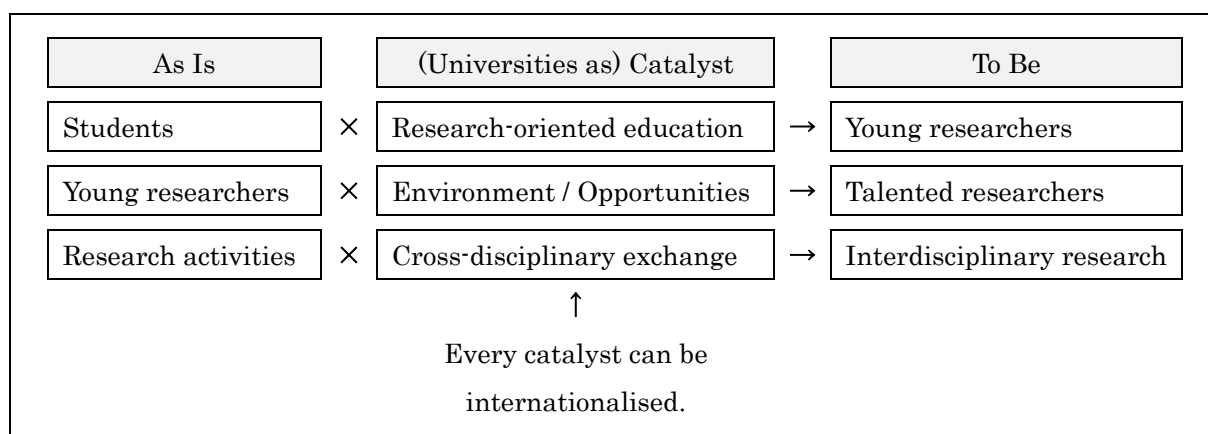 As Is
(Universities as) Catalyst
To Be
Students × Research-oriented education → Young researchers
Young researchers × Environment / Opportunities → Talented researchers
Research activities × Cross-disciplinary exchange → Interdisciplinary research
↑
Every catalyst can be
internationalised.